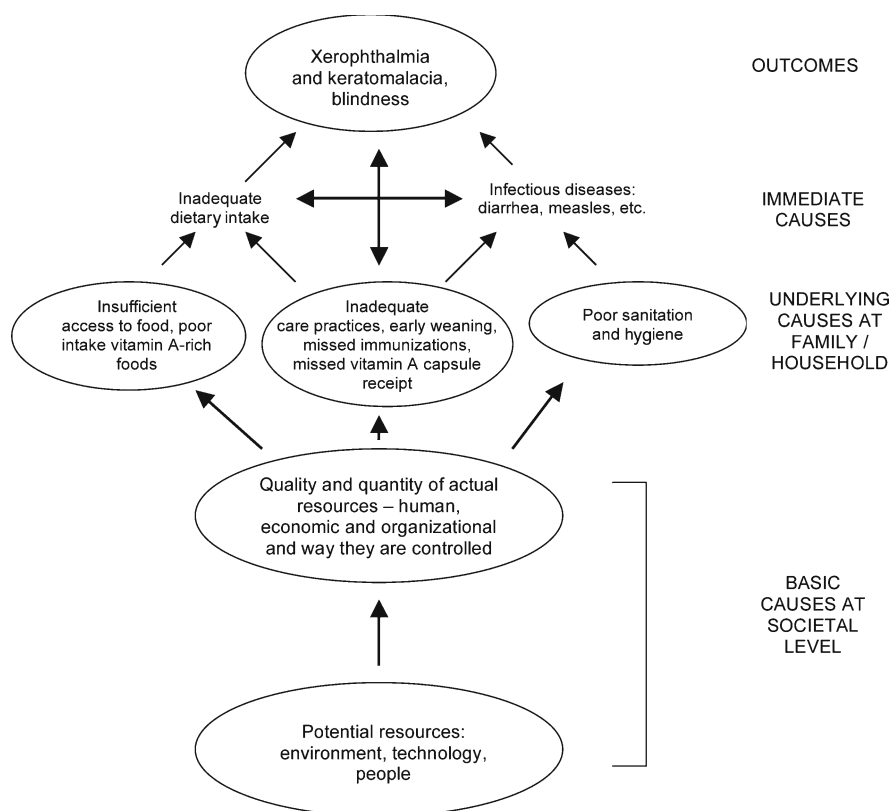 Xerophthalmia
and keratomalacia,
blindness
OUTCOMES
Inadequate
dietary intake
Infectious diseases:
diarrhea, measles, etc.
IMMEDIATE
CAUSES
Insufficient
access to food, poor
intake vitamin A-rich
foods
Inadequate
care practices, early weaning,
missed immunizations,
missed vitamin A capsule
receipt
Poor sanitation
and hygiene
UNDERLYING
CAUSES AT
FAMILY /
HOUSEHOLD
Quality and quantity of actual
resources – human,
economic and organizational
and way they are controlled
BASIC
CAUSES AT
SOCIETAL
LEVEL
Potential resources:
environment, technology,
people